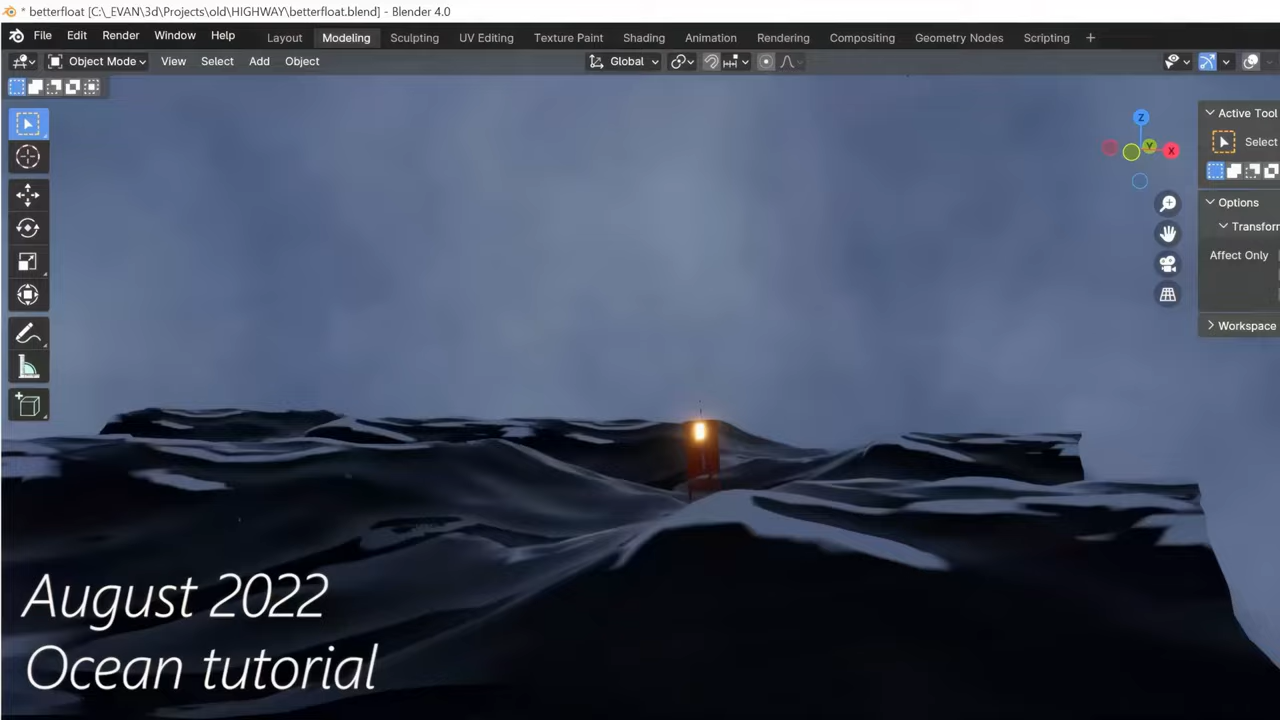 * betterfloat [C:\_EVAN\3d\Projects\old\HIGHWAY\betterfloat.blend] - Blender 4.0
File Edit Render Window Help Layout Modeling Sculpting UV Editing Texture Paint Shading Animation Rendering Compositing Geometry Nodes Scripting +
Object Mode View Select Add Object Global
Z
Y X
Active Tool
Select
Options
Transfor
Affect Only
Workspace
August 2022
Ocean tutorial